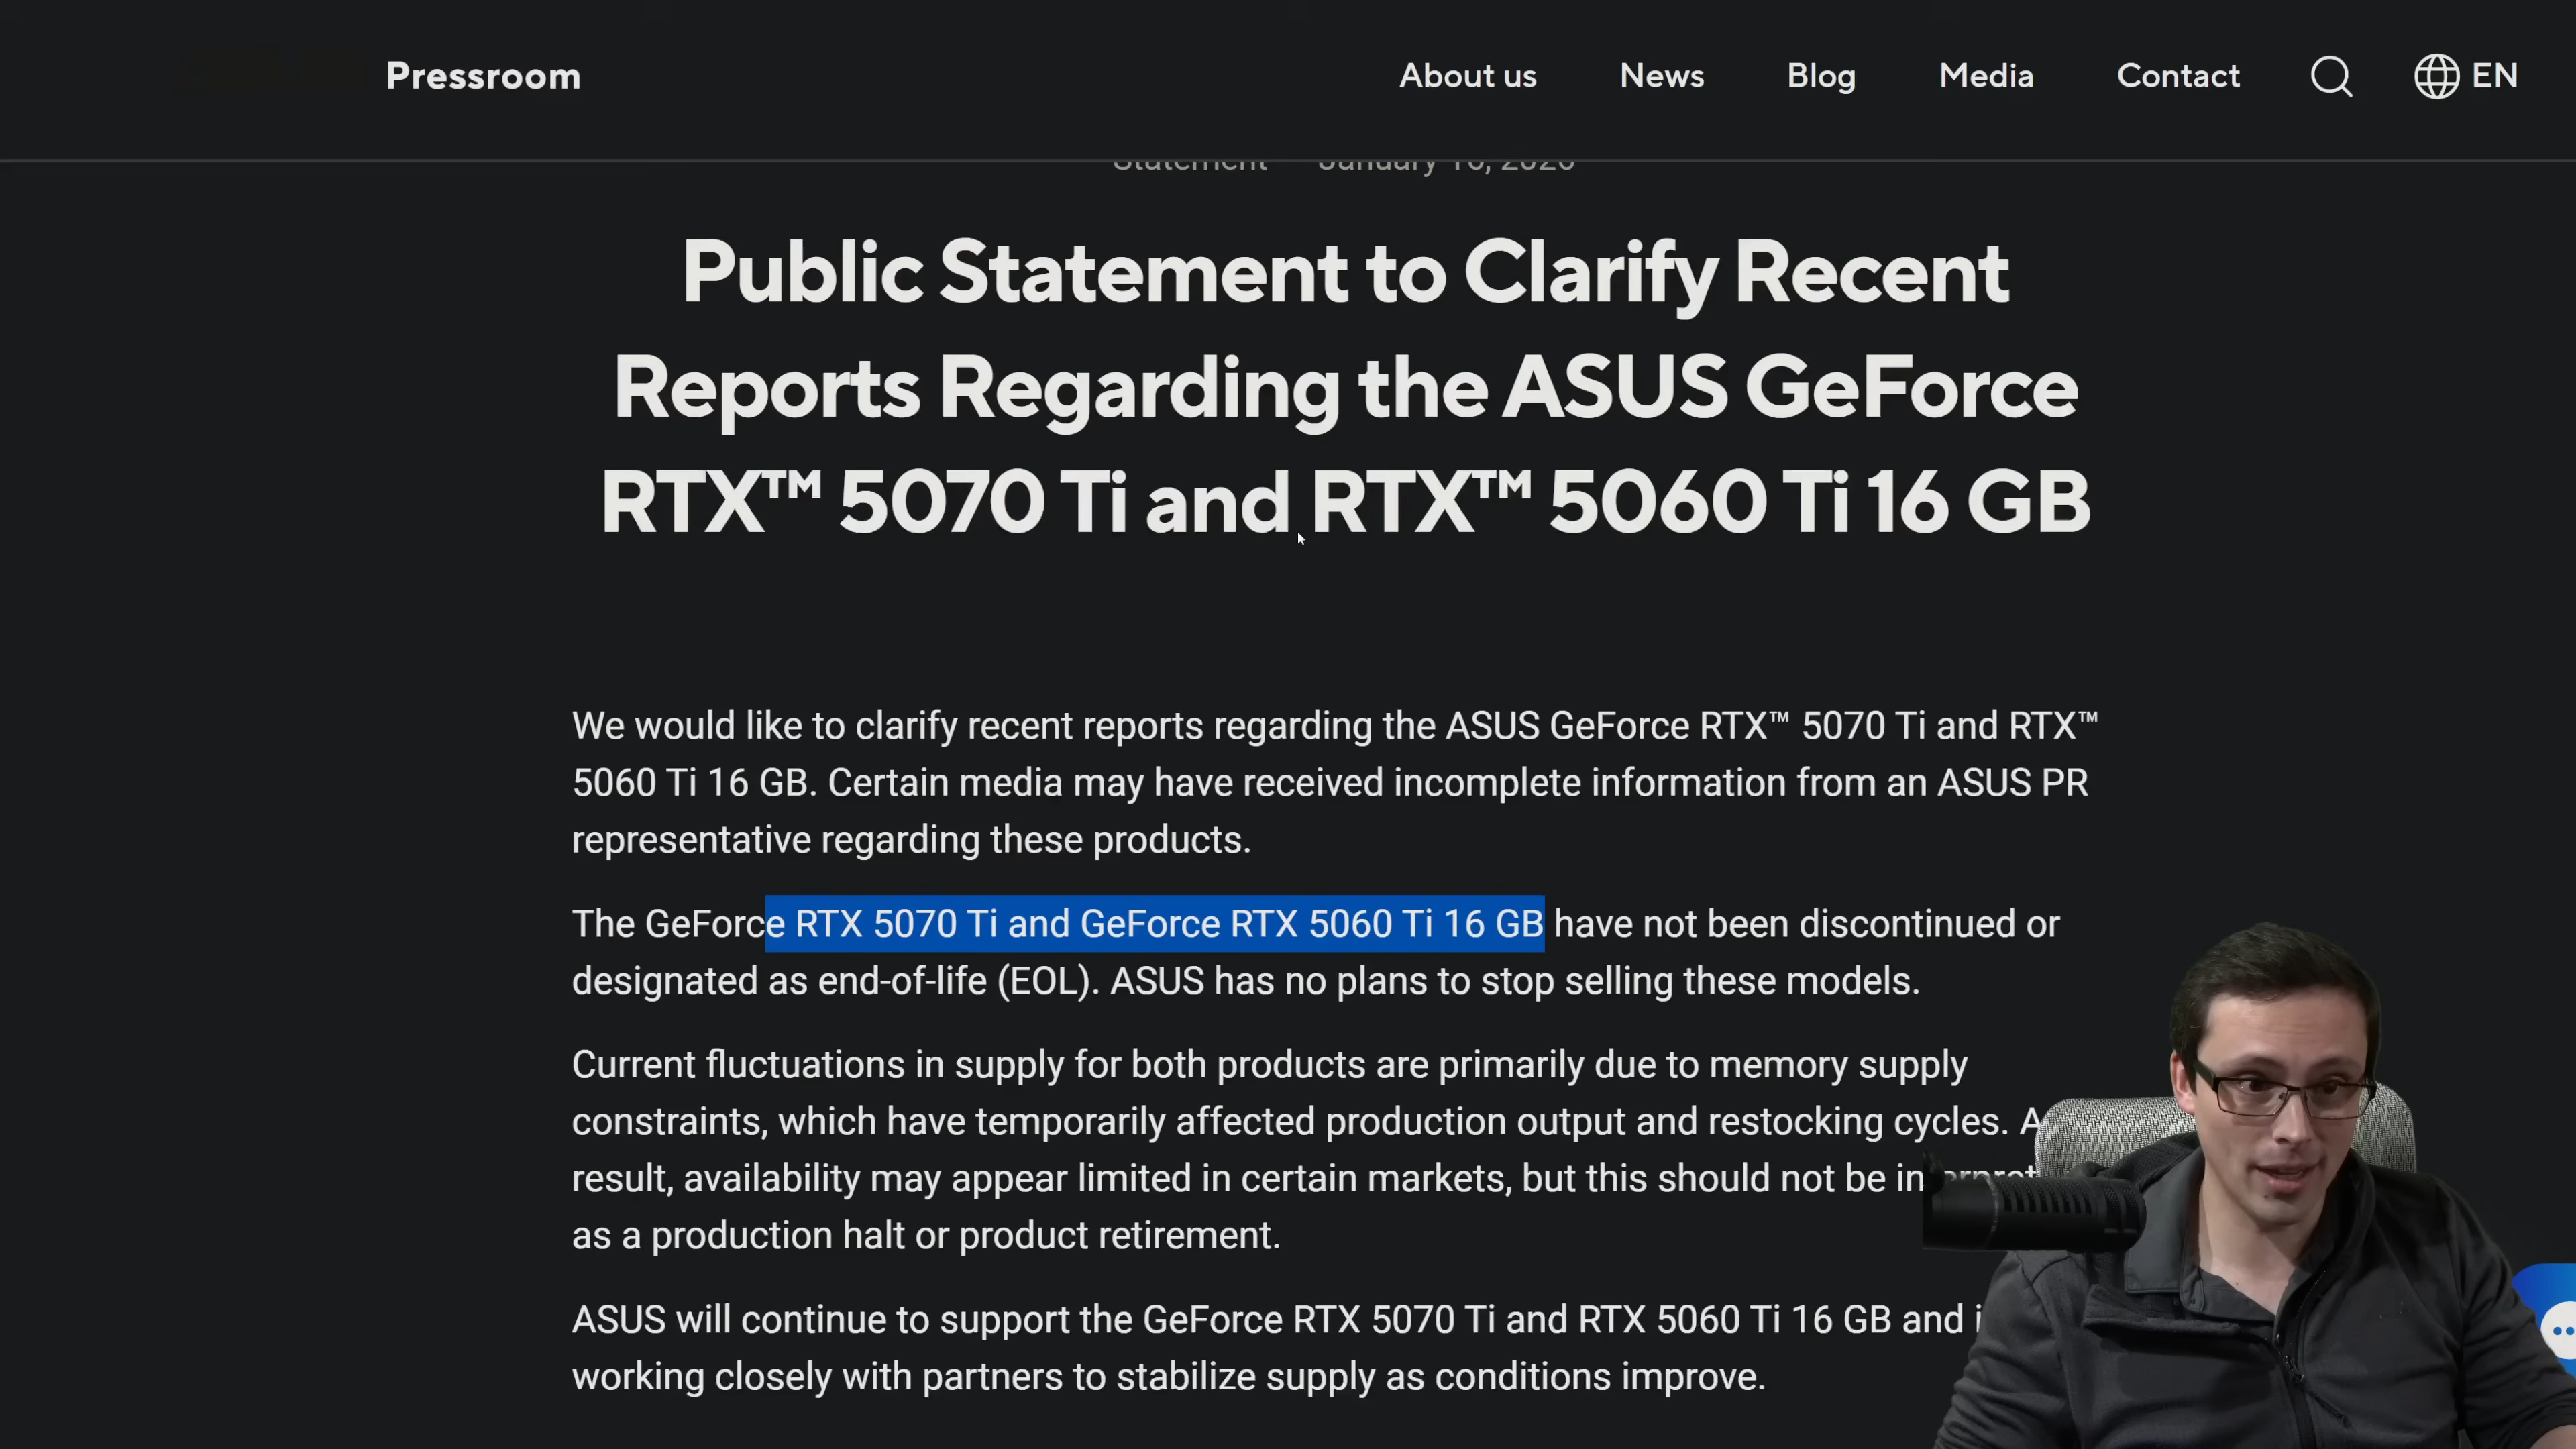 Pressroom
About us News Blog Media Contact EN
Statement January 16, 2026
Public Statement to Clarify Recent
Reports Regarding the ASUS GeForce
RTX™ 5070 Ti and RTX™ 5060 Ti 16 GB
We would like to clarify recent reports regarding the ASUS GeForce RTX™ 5070 Ti and RTX™
5060 Ti 16 GB. Certain media may have received incomplete information from an ASUS PR
representative regarding these products.
The GeForce RTX 5070 Ti and GeForce RTX 5060 Ti 16 GB have not been discontinued or
designated as end-of-life (EOL). ASUS has no plans to stop selling these models.
Current fluctuations in supply for both products are primarily due to memory supply
constraints, which have temporarily affected production output and restocking cycles. A
result, availability may appear limited in certain markets, but this should not be
as a production halt or product retirement.
ASUS will continue to support the GeForce RTX 5070 Ti and RTX 5060 Ti 16 GB and
working closely with partners to stabilize supply as conditions improve.